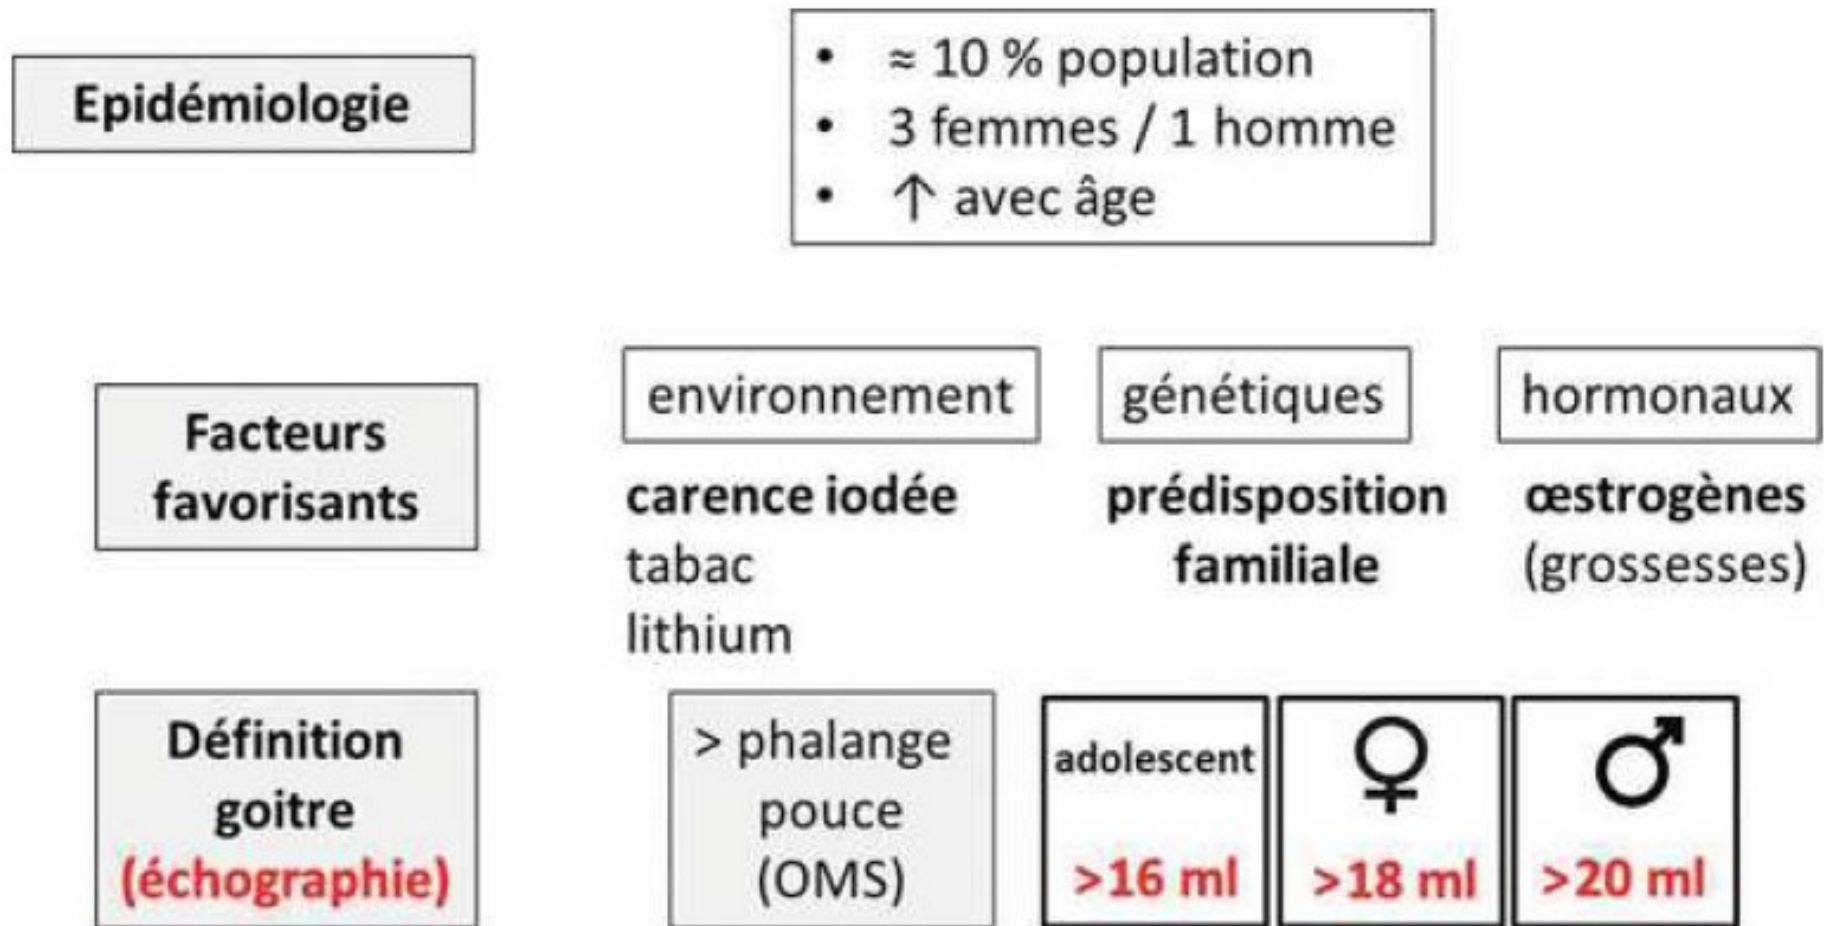 Epidémiologie
• ≈ 10 % population
• 3 femmes / 1 homme
• ↑ avec âge
Facteurs
favorisants
environnement
carence iodée
tabac
lithium
génétiques
prédisposition
familiale
hormonaux
œstrogènes
(grossesses)
Définition
goitre
(échographie)
> phalange
pouce
(OMS)
adolescent
>16 ml
♀
>18 ml
♂
>20 ml